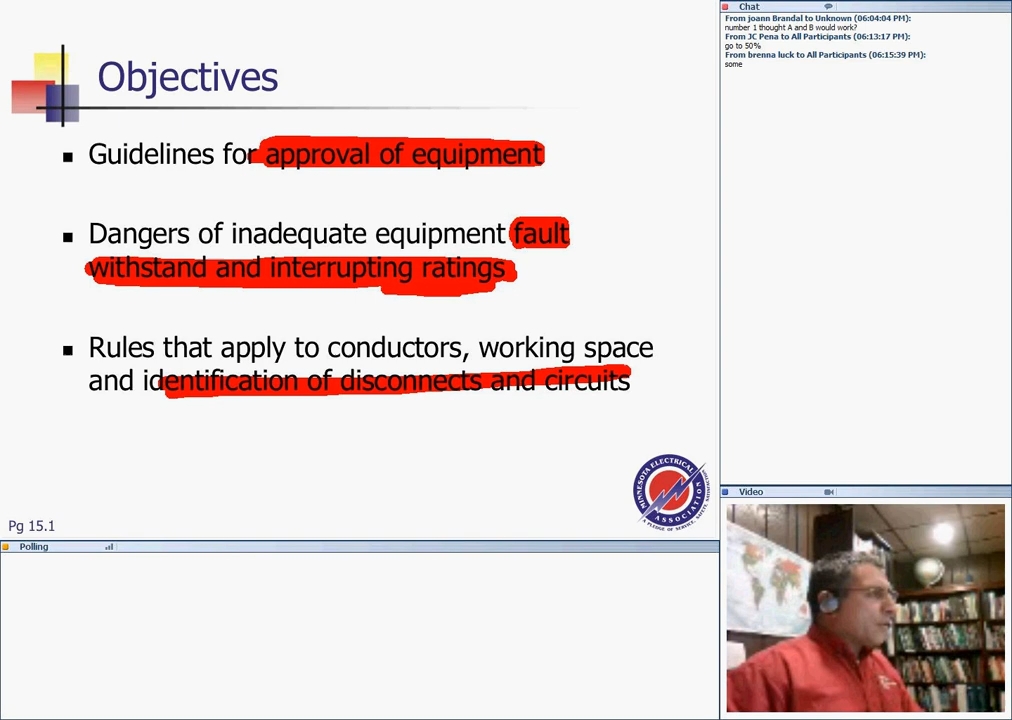 Objectives
Guidelines for approval of equipment
Dangers of inadequate equipment fault
withstand and interrupting ratings
Rules that apply to conductors, working space
and identification of disconnects and circuits
MINNESOTA ELECTRICAL
ASSOCIATION
Pg 15.1
Polling
Chat
From joann Brandal to Unknown (06:04:04 PM):
number 1 thought A and B would work?
From JC Pena to All Participants (06:13:17 PM):
go to 50%
From brenna luck to All Participants (06:15:39 PM):
some
Video